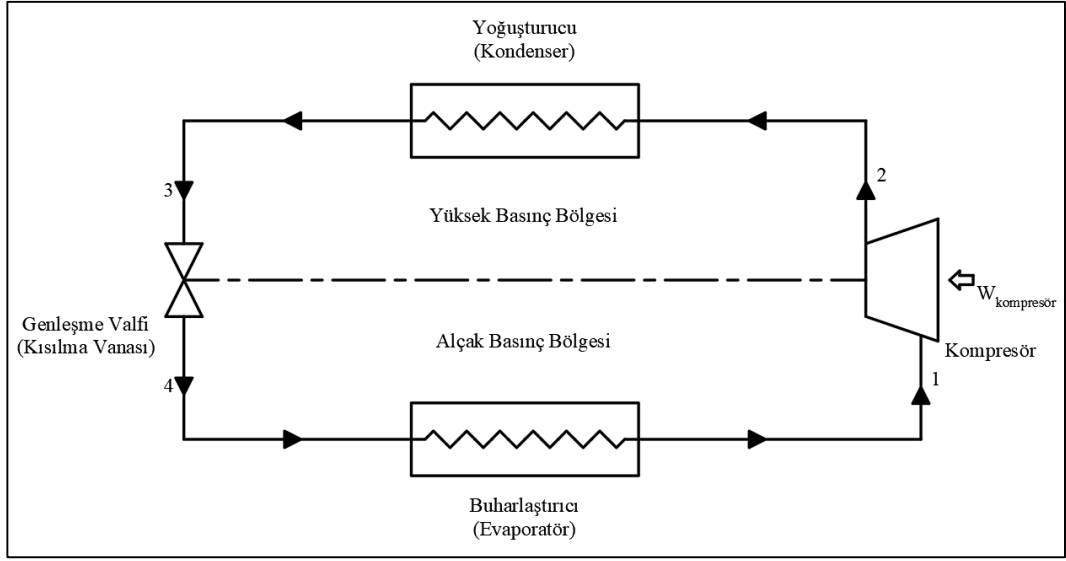 Yoğuşturucu
(Kondenser)
2
3
Yüksek Basınç Bölgesi
W kompresör
Genleşme Valfi
(Kısılma Vanası)
Alçak Basınç Bölgesi
Kompresör
4
1
Buharlaştırıcı
(Evaporatör)